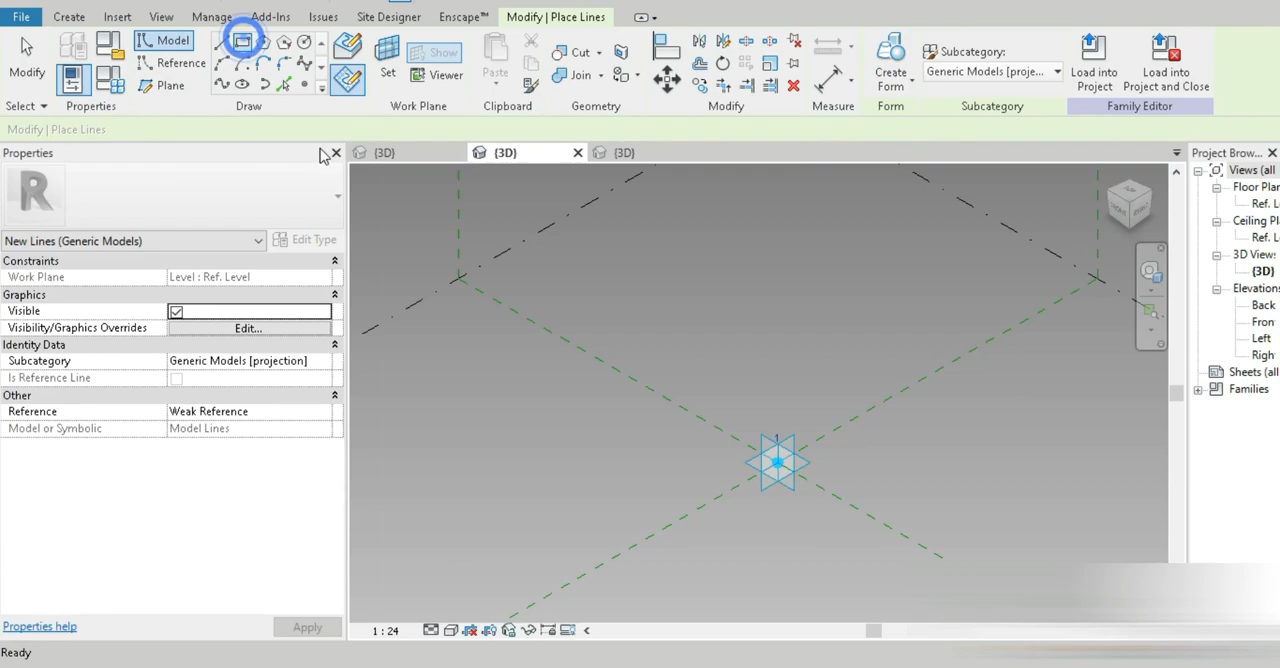 File Create Insert View Manage Add-Ins Issues Site Designer Enscape™ Modify | Place Lines
Modify
Model
Reference
Plane
Set
Show
Viewer
Paste
Cut
Join
Create
Form
Subcategory:
Generic Models [proje...
Load into
Project
Load into
Project and Close
Select Properties Draw Work Plane Clipboard Geometry Modify Measure Form Subcategory Family Editor
Modify | Place Lines
Properties
{3D} {3D} {3D}
Project Brow...
R
New Lines (Generic Models)
Edit Type
Constraints
Work Plane Level : Ref. Level
Graphics
Visible
Visibility/Graphics Overrides Edit...
Identity Data
Subcategory Generic Models [projection]
Is Reference Line
Other
Reference Weak Reference
Model or Symbolic Model Lines
Properties help
Apply
1
1 : 24
Views (all
Floor Plan
Ref. L
Ceiling Pl
Ref. L
3D View:
{3D}
Elevations
Back
Fron
Left
Righ
Sheets (all
Families
Ready